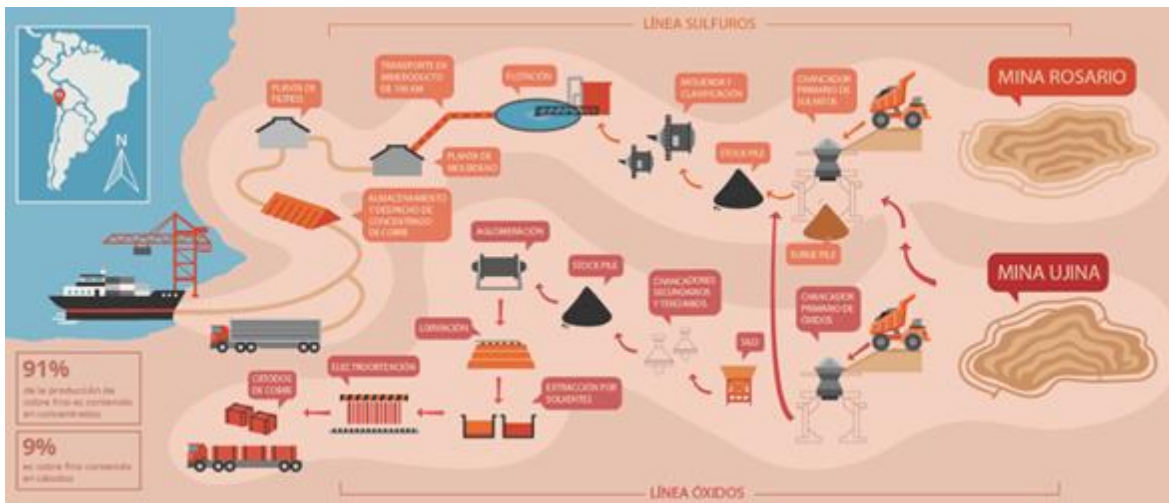 LÍNEA SULFUROS
MINA ROSARIO
CHANCADOR
PRIMARIO DE
SULFUROS
MOLIENDA Y
CLASIFICACIÓN
FLOTACIÓN
TRANSPORTE EN
MINERODUCTO
DE
KM
PLANTA DE
FILTROS
N
STOCK PILE
PLANTA DE
MOLIBDENO
ALMACENAMIENTO
Y DESPACHO DE
CONCENTRADO
DE COBRE
SURGE PILE
AGLOMERACIÓN
STOCK PILE
CHANCADORES
SECUNDARIOS
Y TERCIARIOS
CHANCADOR
PRIMARIO DE
ÓXIDOS
MINA UJINA
SILO
LIXIVIACIÓN
EXTRACCIÓN POR
SOLVENTES
ELECTROOBTENCIÓN
CÁTODOS
DE COBRE
91%
de la producción de
cobre fino es contenido
en concentrados
9%
es cobre fino contenido
en cátodos
LÍNEA ÓXIDOS